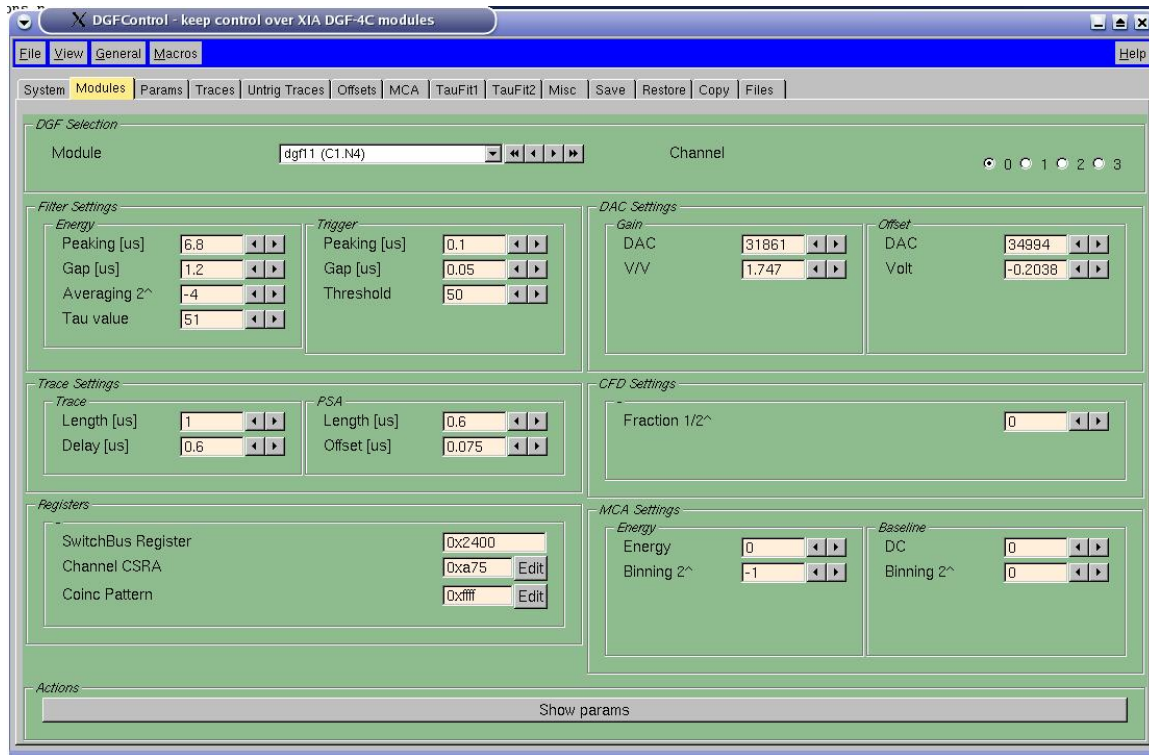 DGFControl - keep control over XIA DGF-4C modules
File View General Macros Help
System Modules Params Traces Untrig Traces Offsets MCA TauFit1 TauFit2 Misc Save Restore Copy Files
DGF Selection
Module dgf11 (C1.N4) Channel 0 1 2 3
Filter Settings
Energy
Peaking [us] 6.8
Gap [us] 1.2
Averaging 2^ -4
Tau value 51
Trigger
Peaking [us] 0.1
Gap [us] 0.05
Threshold 50
DAC Settings
Gain
DAC 31861
V/V 1.747
Offset
DAC 34994
Volt -0.2038
Trace Settings
Trace
Length [us] 1
Delay [us] 0.6
PSA
Length [us] 0.6
Offset [us] 0.075
CFD Settings
-
Fraction 1/2^ 0
Registers
-
SwitchBus Register 0x2400
Channel CSRA 0xa75 Edit
Coinc Pattern 0xffff Edit
MCA Settings
Energy
Energy 0
Binning 2^ -1
Baseline
DC 0
Binning 2^ 0
Actions
Show params